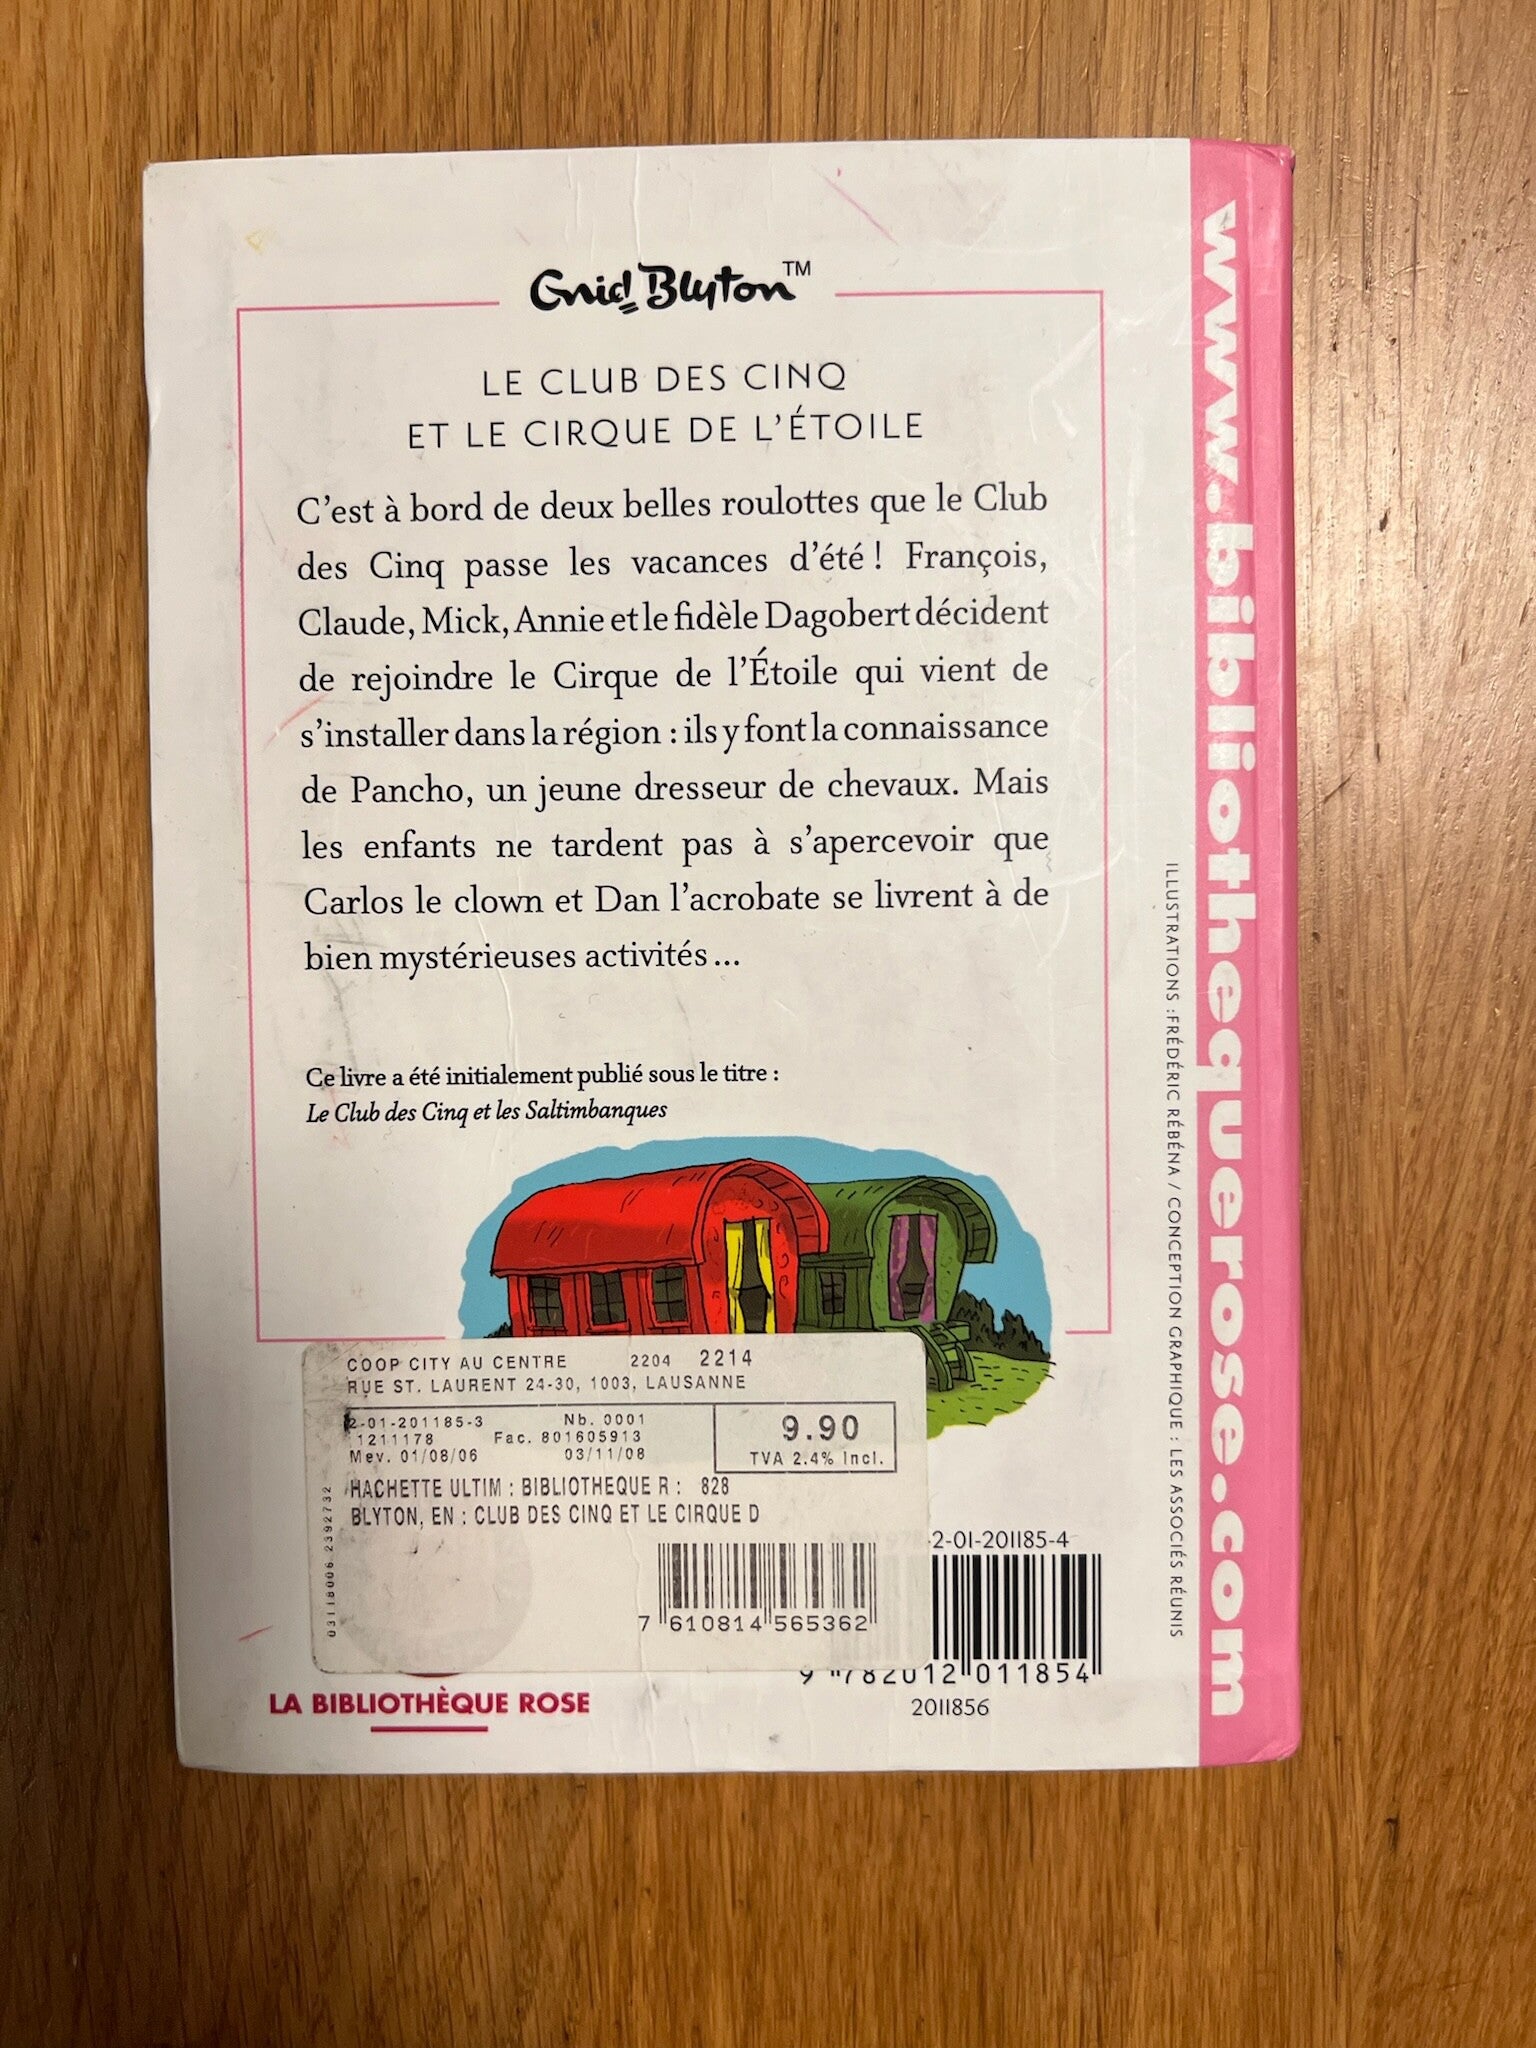 Enid Blyton™
LE CLUB DES CINQ
ET LE CIRQUE DE L'ÉTOILE
C'est à bord de deux belles roulottes que le Club
des Cinq passe les vacances d'été ! François,
Claude, Mick, Annie et le fidèle Dagobert décident
de rejoindre le Cirque de l'Étoile qui vient de
s'installer dans la région : ils y font la connaissance
de Pancho, un jeune dresseur de chevaux. Mais
les enfants ne tardent pas à s'apercevoir que
Carlos le clown et Dan l'acrobate se livrent à de
bien mystérieuses activités...
Ce livre a été initialement publié sous le titre :
Le Club des Cinq et les Saltimbanques
COOP CITY AU CENTRE 2204 2214
RUE ST. LAURENT 24-30, 1003, LAUSANNE
2-01-201185-3 Nb. 0001
1211178 Fac. 801605913
Mev. 01/08/06 03/11/08
9.90
TVA 2.4% Incl.
HACHETTE ULTIM : BIBLIOTHEQUE R : 828
BLYTON, EN : CLUB DES CINQ ET LE CIRQUE D
03118006 2392732
7 610814 565362
-2-01-201185-4
9 782012 011854
2011856
LA BIBLIOTHÈQUE ROSE
ILLUSTRATIONS :FRÉDÉRIC RÉBÉNA / CONCEPTION GRAPHIQUE : LES ASSOCIÉS RÉUNIS
www.bibliothequerose.com